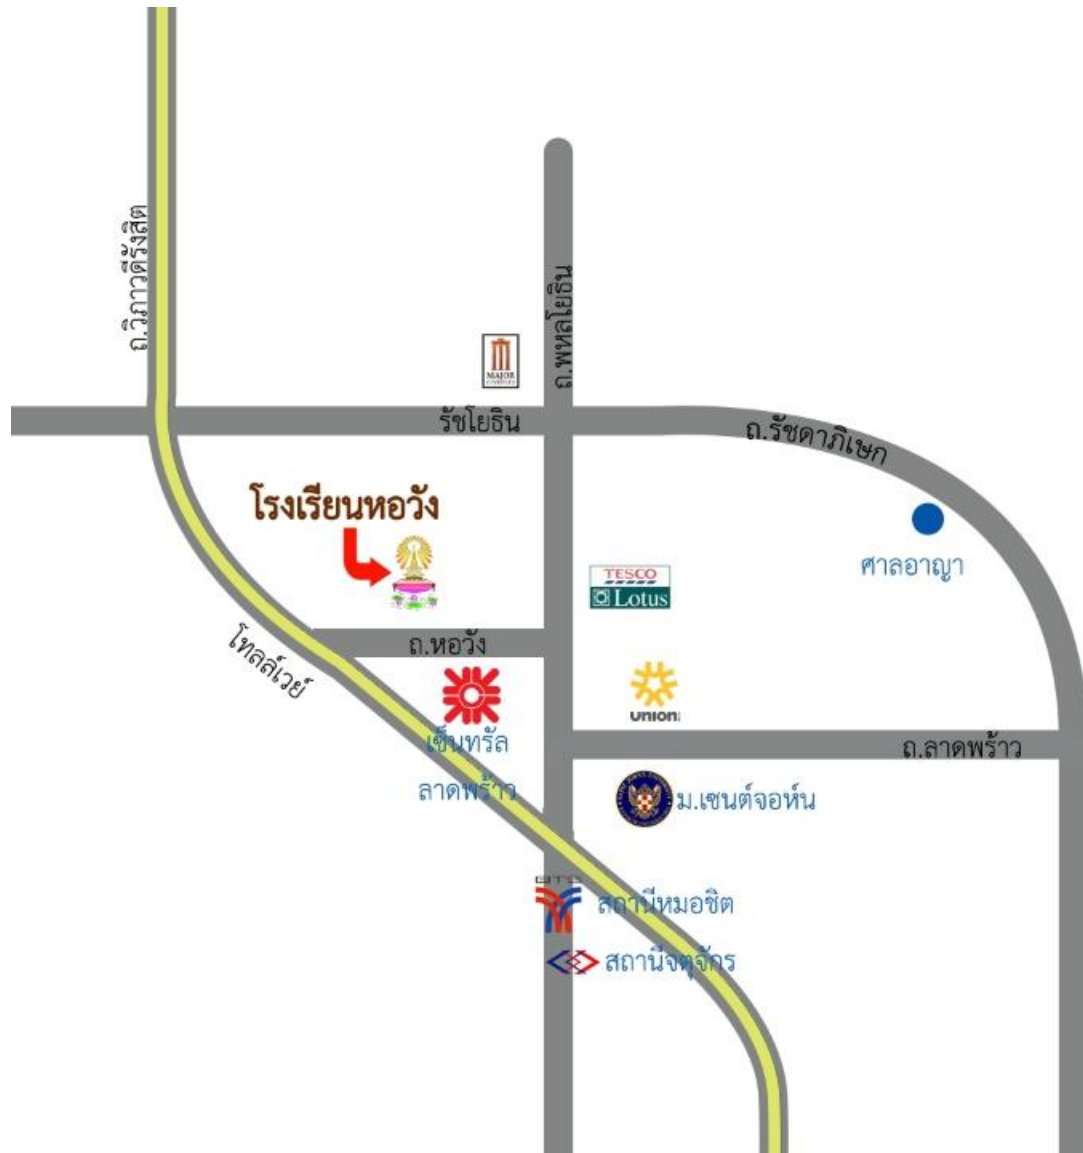 ถ.วิภาวดีรังสิต
ถ.พหลโยธิน
MAJOR
รัชโยธิน
ถ.รัชดาภิเษก
โรงเรียนหอวัง
ศาลอาญา
TESCO
Lotus
ถ.หอวัง
โทลล์เวย์
UNION
เซ็นทรัล
ลาดพร้าว
ถ.ลาดพร้าว
ม.เซนต์จอห์น
BTS
สถานีหมอชิต
สถานีจตุจักร